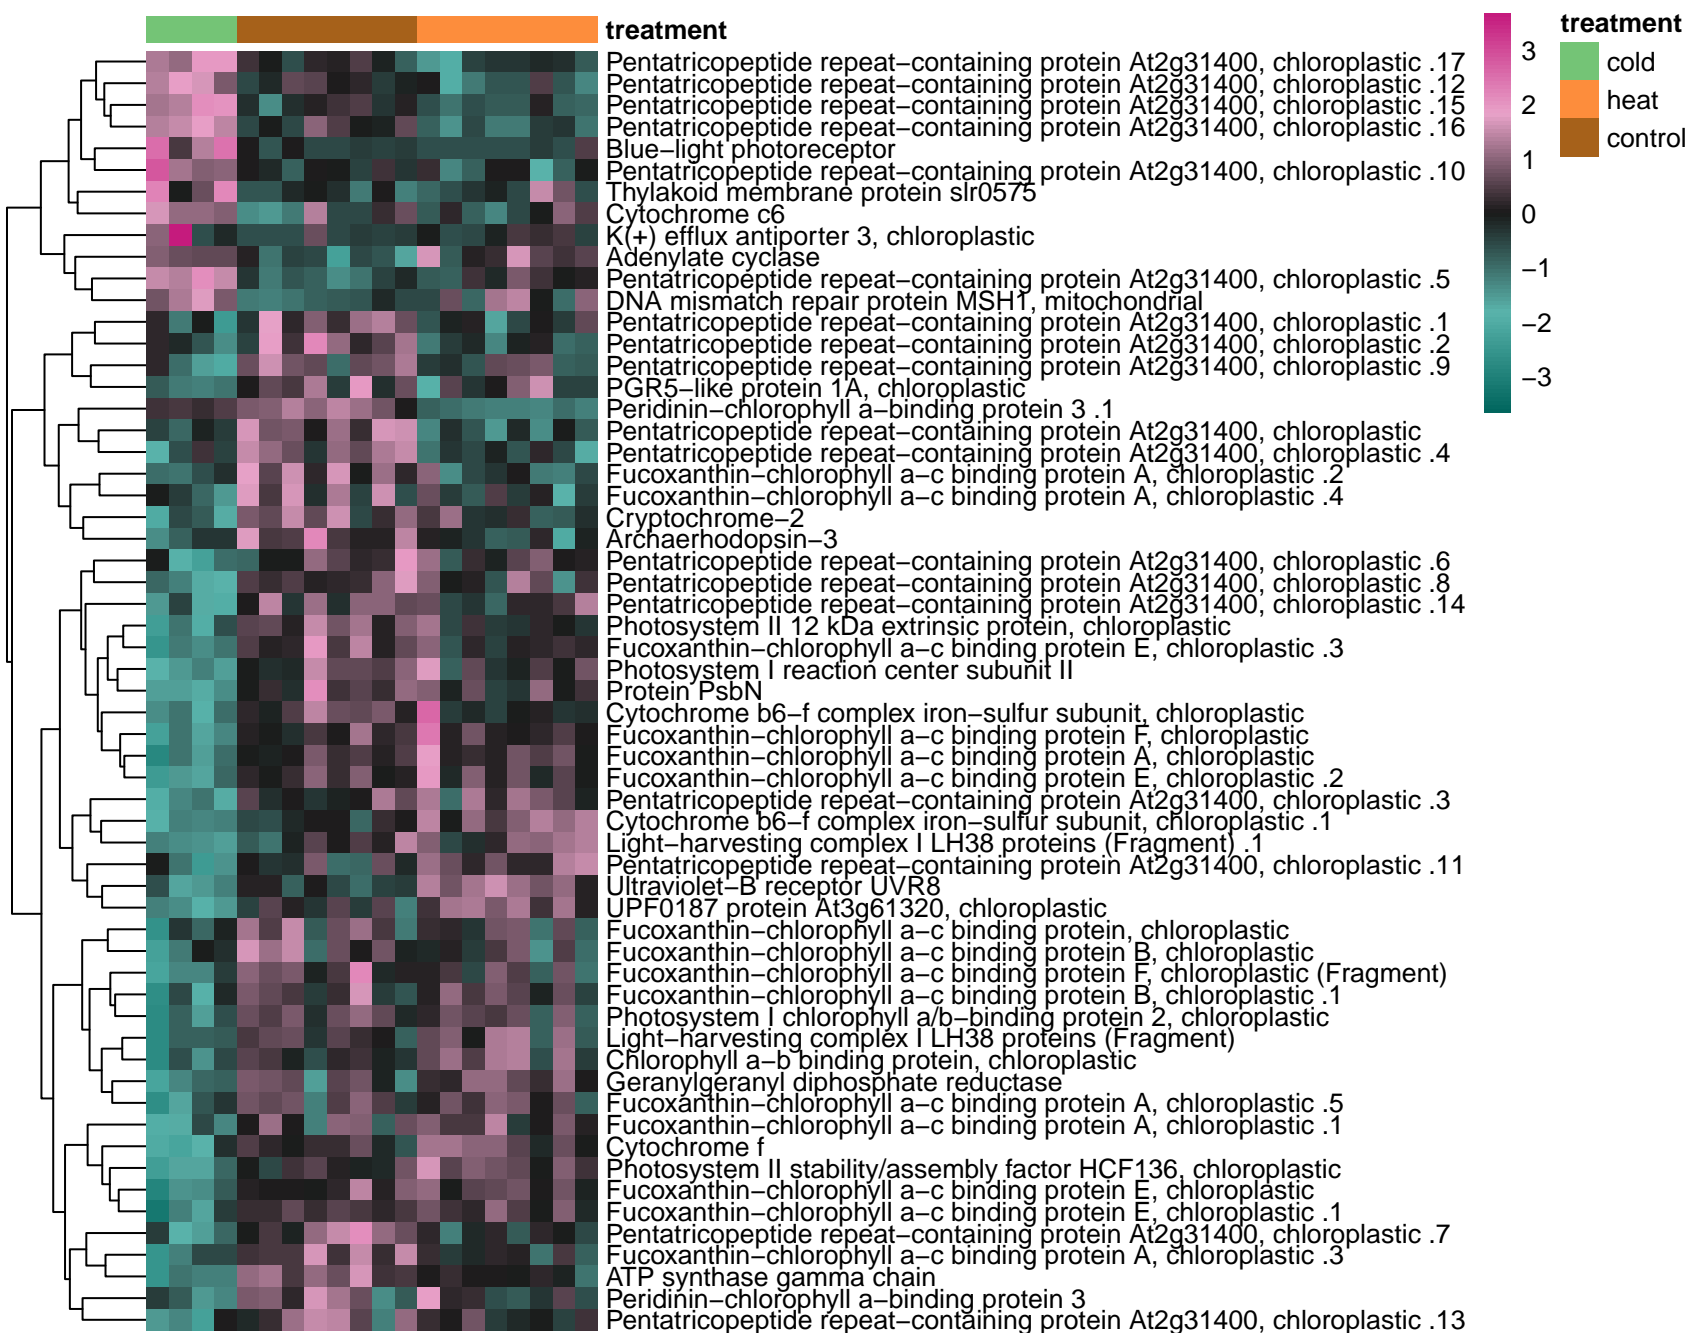 treatment
Pentatricopeptide repeat−containing protein At2g31400, chloroplastic .17
Pentatricopeptide repeat−containing protein At2g31400, chloroplastic .12
Pentatricopeptide repeat−containing protein At2g31400, chloroplastic .15
Pentatricopeptide repeat−containing protein At2g31400, chloroplastic .16
Blue−light photoreceptor
Pentatricopeptide repeat−containing protein At2g31400, chloroplastic .10
Thylakoid membrane protein slr0575
Cytochrome c6
K(+) efflux antiporter 3, chloroplastic
Adenylate cyclase
Pentatricopeptide repeat−containing protein At2g31400, chloroplastic .5
DNA mismatch repair protein MSH1, mitochondrial
Pentatricopeptide repeat−containing protein At2g31400, chloroplastic .1
Pentatricopeptide repeat−containing protein At2g31400, chloroplastic .2
Pentatricopeptide repeat−containing protein At2g31400, chloroplastic .9
PGR5−like protein 1A, chloroplastic
Peridinin−chlorophyll a−binding protein 3 .1
Pentatricopeptide repeat−containing protein At2g31400, chloroplastic
Pentatricopeptide repeat−containing protein At2g31400, chloroplastic .4
Fucoxanthin−chlorophyll a−c binding protein A, chloroplastic .2
Fucoxanthin−chlorophyll a−c binding protein A, chloroplastic .4
Cryptochrome−2
Archaerhodopsin−3
Pentatricopeptide repeat−containing protein At2g31400, chloroplastic .6
Pentatricopeptide repeat−containing protein At2g31400, chloroplastic .8
Pentatricopeptide repeat−containing protein At2g31400, chloroplastic .14
Photosystem II 12 kDa extrinsic protein, chloroplastic
Fucoxanthin−chlorophyll a−c binding protein E, chloroplastic .3
Photosystem I reaction center subunit II
Protein PsbN
Cytochrome b6−f complex iron−sulfur subunit, chloroplastic
Fucoxanthin−chlorophyll a−c binding protein F, chloroplastic
Fucoxanthin−chlorophyll a−c binding protein A, chloroplastic
Fucoxanthin−chlorophyll a−c binding protein E, chloroplastic .2
Pentatricopeptide repeat−containing protein At2g31400, chloroplastic .3
Cytochrome b6−f complex iron−sulfur subunit, chloroplastic .1
Light−harvesting complex I LH38 proteins (Fragment) .1
Pentatricopeptide repeat−containing protein At2g31400, chloroplastic .11
Ultraviolet−B receptor UVR8
UPF0187 protein At3g61320, chloroplastic
Fucoxanthin−chlorophyll a−c binding protein, chloroplastic
Fucoxanthin−chlorophyll a−c binding protein B, chloroplastic
Fucoxanthin−chlorophyll a−c binding protein F, chloroplastic (Fragment)
Fucoxanthin−chlorophyll a−c binding protein B, chloroplastic .1
Photosystem I chlorophyll a/b−binding protein 2, chloroplastic
Light−harvesting complex I LH38 proteins (Fragment)
Chlorophyll a−b binding protein, chloroplastic
Geranylgeranyl diphosphate reductase
Fucoxanthin−chlorophyll a−c binding protein A, chloroplastic .5
Fucoxanthin−chlorophyll a−c binding protein A, chloroplastic .1
Cytochrome f
Photosystem II stability/assembly factor HCF136, chloroplastic
Fucoxanthin−chlorophyll a−c binding protein E, chloroplastic
Fucoxanthin−chlorophyll a−c binding protein E, chloroplastic .1
Pentatricopeptide repeat−containing protein At2g31400, chloroplastic .7
Fucoxanthin−chlorophyll a−c binding protein A, chloroplastic .3
ATP synthase gamma chain
Peridinin−chlorophyll a−binding protein 3
Pentatricopeptide repeat−containing protein At2g31400, chloroplastic .13
3
2
1
0
−1
−2
−3
treatment
cold
heat
control